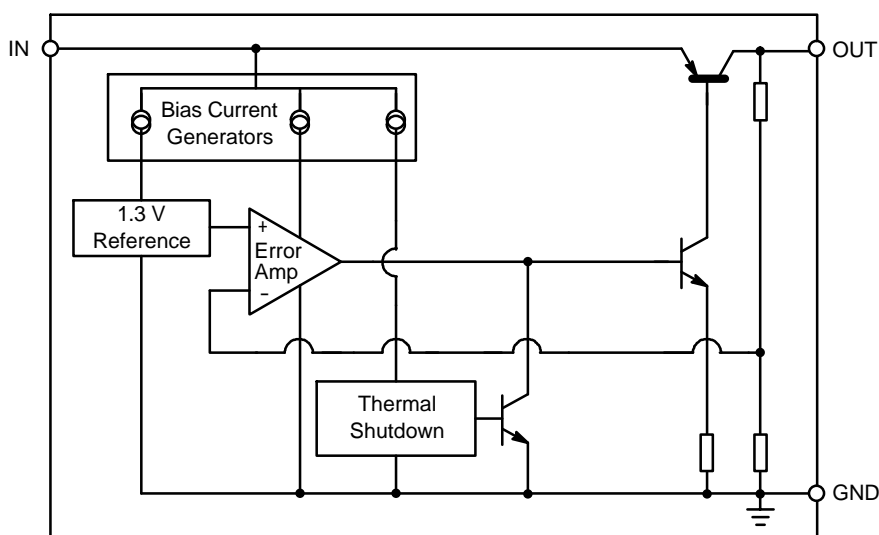 IN
OUT
Bias Current
Generators
1.3 V
Reference
+
Error
Amp
−
Thermal
Shutdown
GND